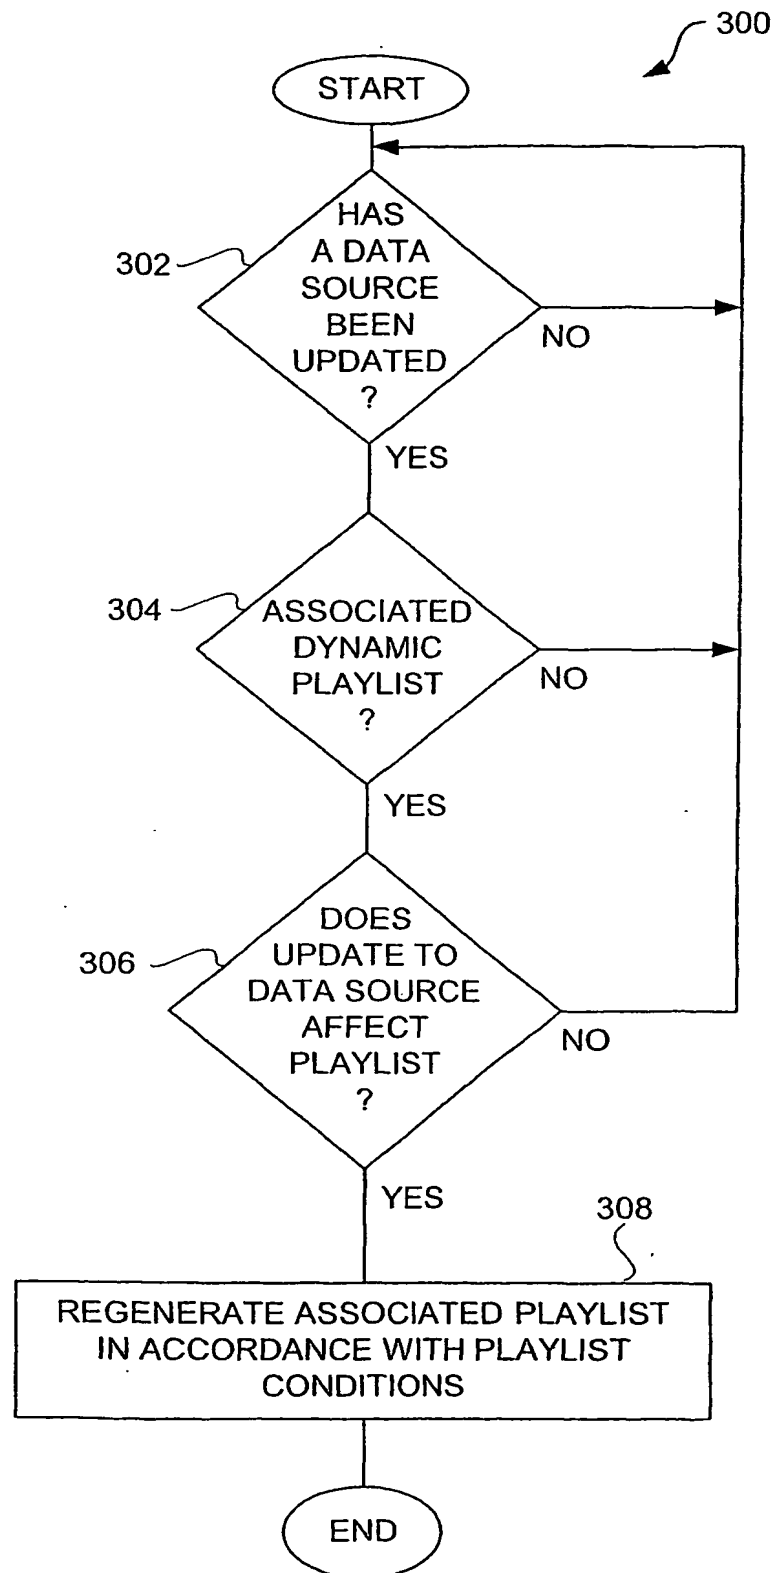 300
START
302
HAS
A DATA
SOURCE
BEEN
UPDATED
?
NO
YES
304
ASSOCIATED
DYNAMIC
PLAYLIST
?
NO
YES
306
DOES
UPDATE TO
DATA SOURCE
AFFECT
PLAYLIST
?
NO
YES
308
REGENERATE ASSOCIATED PLAYLIST
IN ACCORDANCE WITH PLAYLIST
CONDITIONS
END